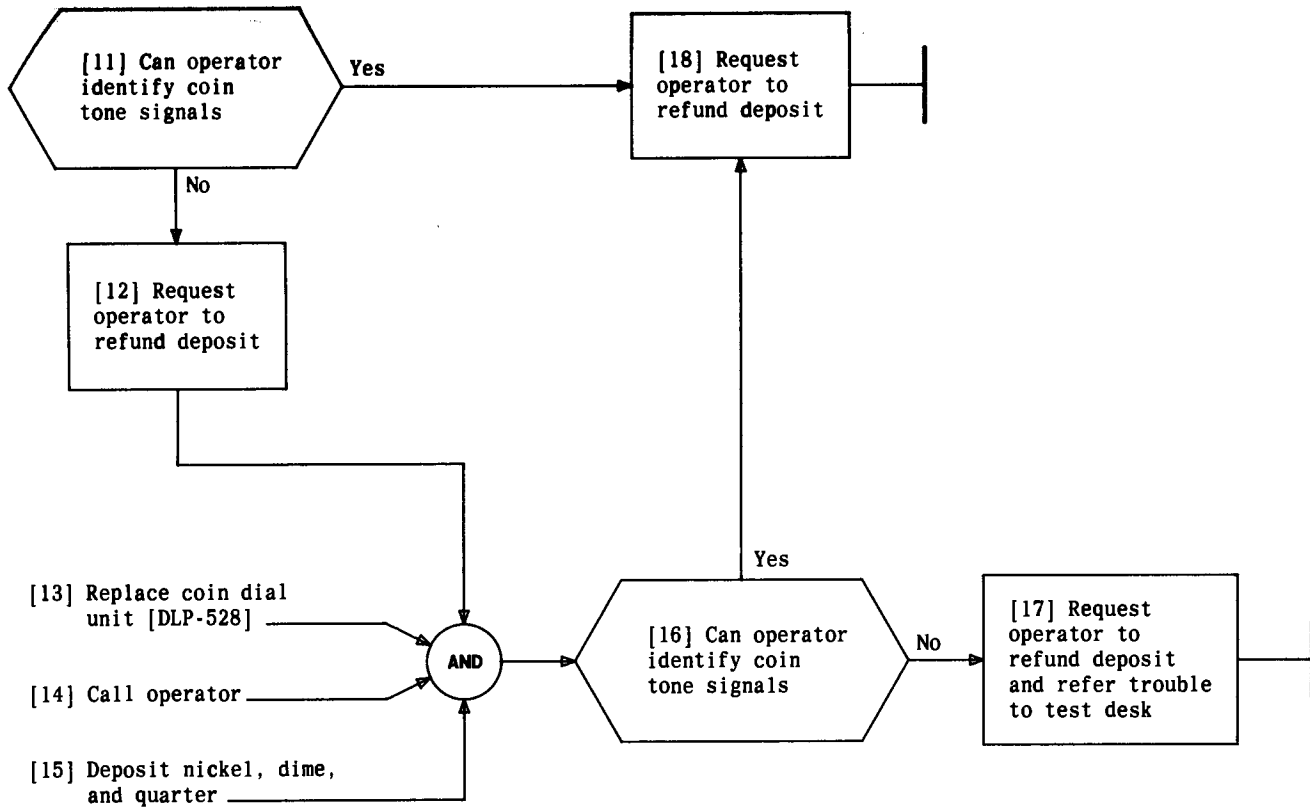 [11] Can operator
identify coin
tone signals
Yes
No
[18] Request
operator to
refund deposit
[12] Request
operator to
refund deposit
[13] Replace coin dial
unit [DLP-528]
[14] Call operator
[15] Deposit nickel, dime,
and quarter
AND
Yes
[16] Can operator
identify coin
tone signals
No
[17] Request
operator to
refund deposit
and refer trouble
to test desk